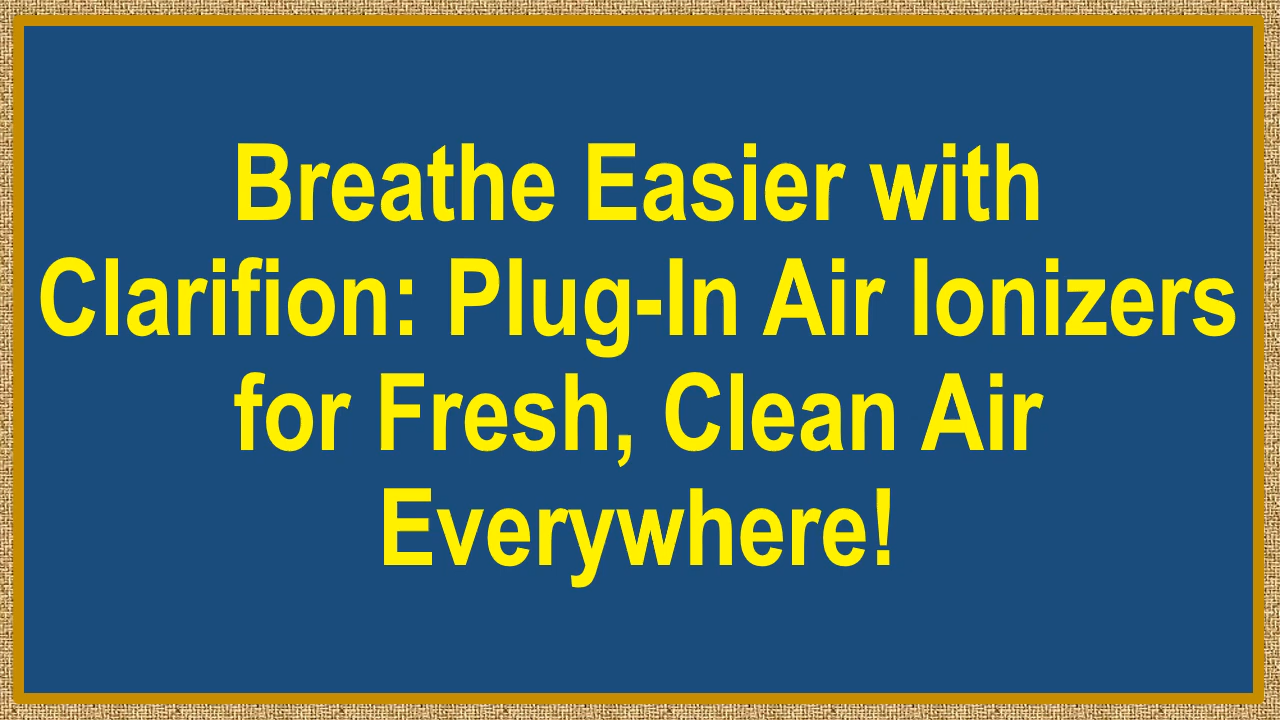 Breathe Easier with
Clarifion: Plug-In Air Ionizers
for Fresh, Clean Air
Everywhere!